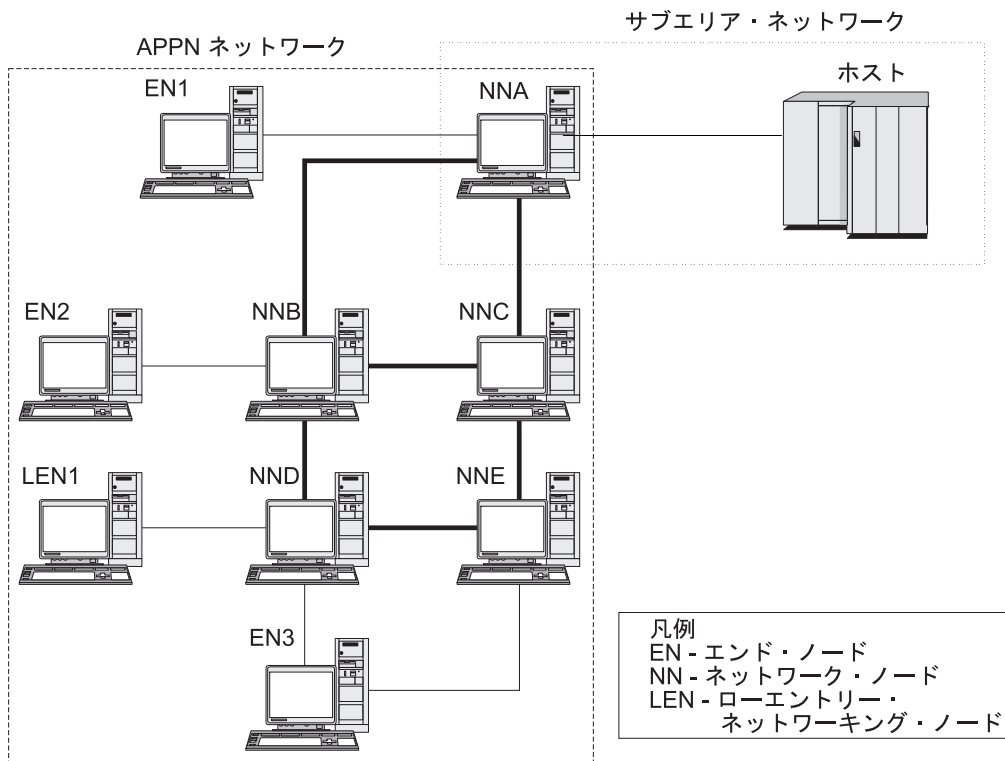 サブエリア・ネットワーク
APPN ネットワーク
ホスト
EN1
NNA
EN2
NNB
NNC
LEN1
NND
NNE
EN3
凡例
EN - エンド・ノード
NN - ネットワーク・ノード
LEN - ローエントリー・
ネットワーキング・ノード